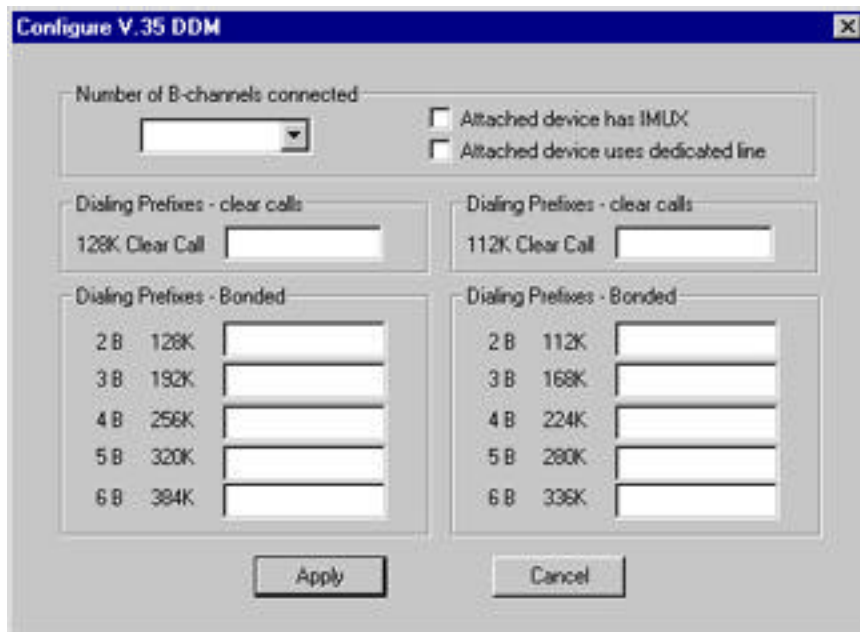 Configure V.35 DDM
Number of B-channels connected
Attached device has IMUX
Attached device uses dedicated line
Dialing Prefixes - clear calls
128K Clear Call
Dialing Prefixes - clear calls
112K Clear Call
Dialing Prefixes - Bonded
2 B 128K
3 B 192K
4 B 256K
5 B 320K
6 B 384K
Dialing Prefixes - Bonded
2 B 112K
3 B 168K
4 B 224K
5 B 280K
6 B 336K
Apply
Cancel